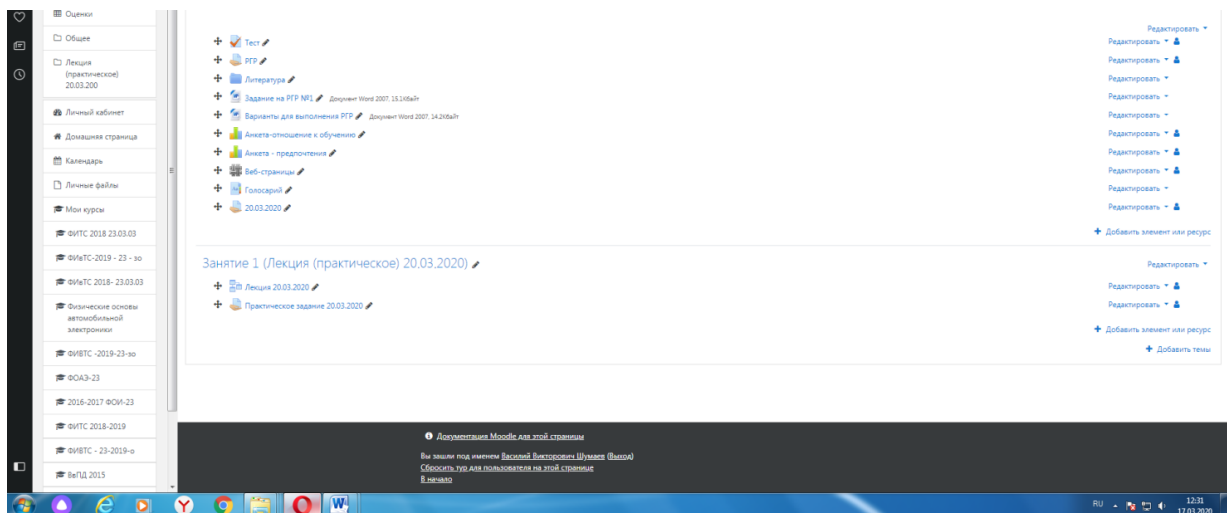 Оценки
Общее
Лекция
(практическое)
20.03.200
Личный кабинет
Домашняя страница
Календарь
Личные файлы
Мои курсы
ФИТС 2018 23.03.03
ФИвТС-2019 - 23 - зо
ФИвТС 2018- 23.03.03
Физические основы
автомобильной
электроники
ФИВТС -2019-23-зо
ФОАЭ-23
2016-2017 ФОИ-23
ФИТС 2018-2019
ФИВТС - 23-2019-о
ВеПД 2015
Редактировать
Тест Редактировать
РГР Редактировать
Литература Редактировать
Задание на РГР №1 Документ Word 2007, 15.1Кбайт Редактировать
Варианты для выполнения РГР Документ Word 2007, 14.2Кбайт Редактировать
Анкета-отношение к обучению Редактировать
Анкета - предпочтения Редактировать
Веб-страницы Редактировать
Голосарий Редактировать
20.03.2020 Редактировать
Добавить элемент или ресурс
Занятие 1 (Лекция (практическое) 20.03.2020) Редактировать
Лекция 20.03.2020 Редактировать
Практическое задание 20.03.2020 Редактировать
Добавить элемент или ресурс
Добавить темы
Документация Moodle для этой страницы
Вы зашли под именем Василий Викторович Шумаев (Выход)
Сбросить тур для пользователя на этой странице
В начало
RU 12:31
17.03.2020